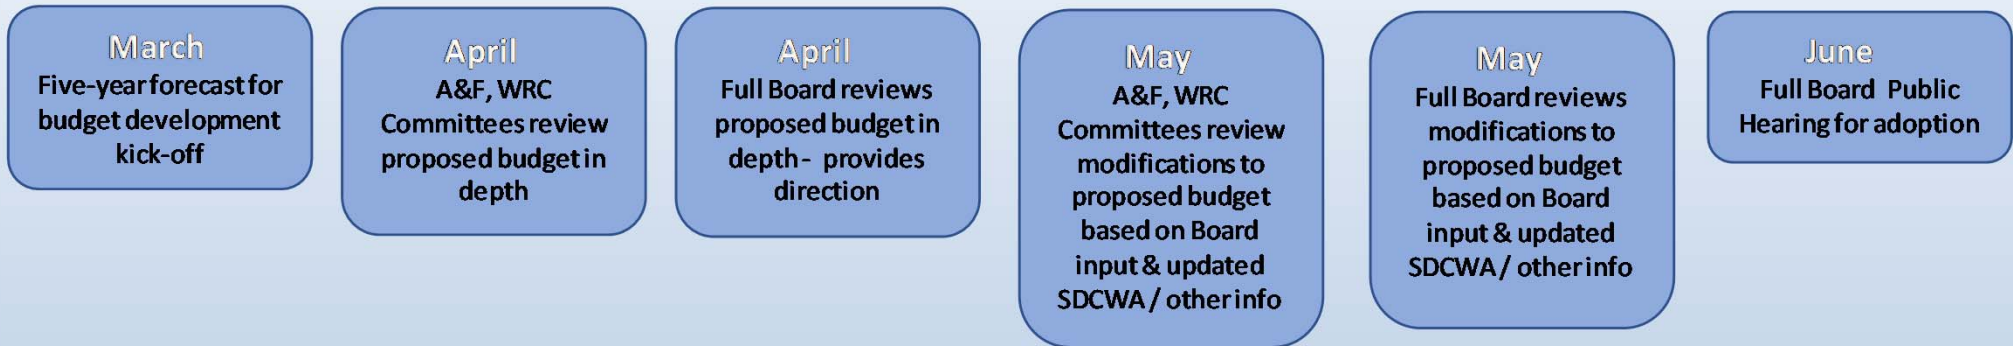 March
Five-year forecast for
budget development
kick-off
April
A&F, WRC
Committees review
proposed budget in
depth
April
Full Board reviews
proposed budget in
depth - provides
direction
May
A&F, WRC
Committees review
modifications to
proposed budget
based on Board
input & updated
SDCWA / other info
May
Full Board reviews
modifications to
proposed budget
based on Board
input & updated
SDCWA / other info
June
Full Board Public
Hearing for adoption